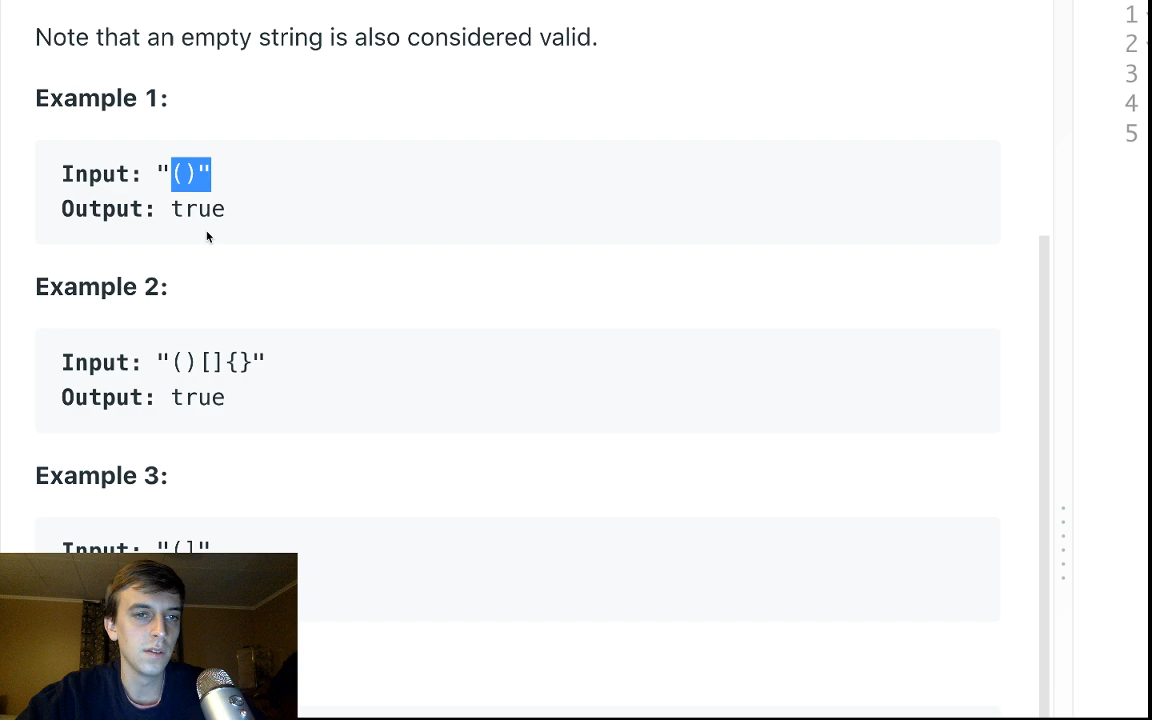 Note that an empty string is also considered valid.
1
2
3
4
5
Example 1:
Input: "()"
Output: true
Example 2:
Input: "()[]{}"
Output: true
Example 3:
Input: "(]"